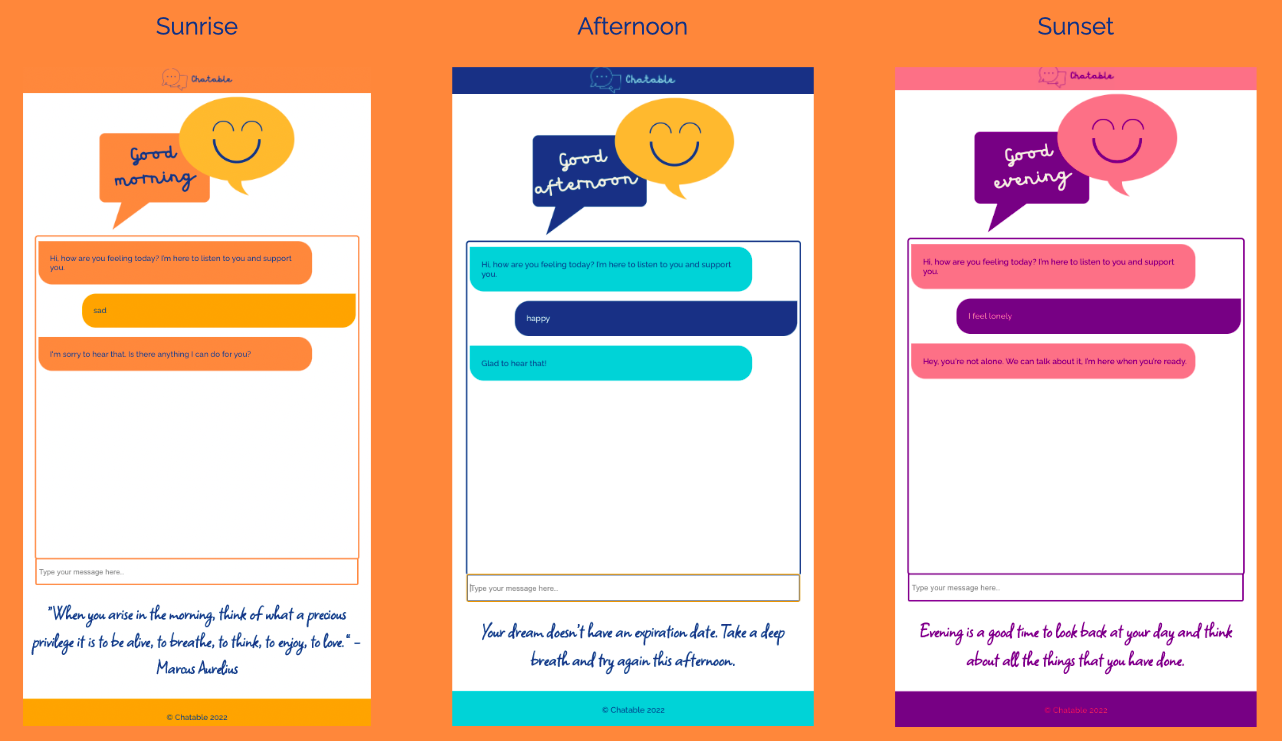 Sunrise
Chatable
Good
morning
Hi, how are you feeling today? I'm here to listen to you and support
you.
sad
I'm sorry to hear that. Is there anything I can do for you?
Type your message here...
"When you arise in the morning, think of what a precious
privilege it is to be alive, to breathe, to think, to enjoy, to love." –
Marcus Aurelius
© Chatable 2022
Afternoon
Chatable
Good
afternoon
Hi, how are you feeling today? I'm here to listen to you and support
you.
happy
Glad to hear that!
Type your message here...
Your dream doesn't have an expiration date. Take a deep
breath and try again this afternoon.
© Chatable 2022
Sunset
Chatable
Good
evening
Hi, how are you feeling today? I'm here to listen to you and support
you.
I feel lonely
Hey, you're not alone. We can talk about it, I'm here when you're ready.
Type your message here...
Evening is a good time to look back at your day and think
about all the things that you have done.
© Chatable 2022